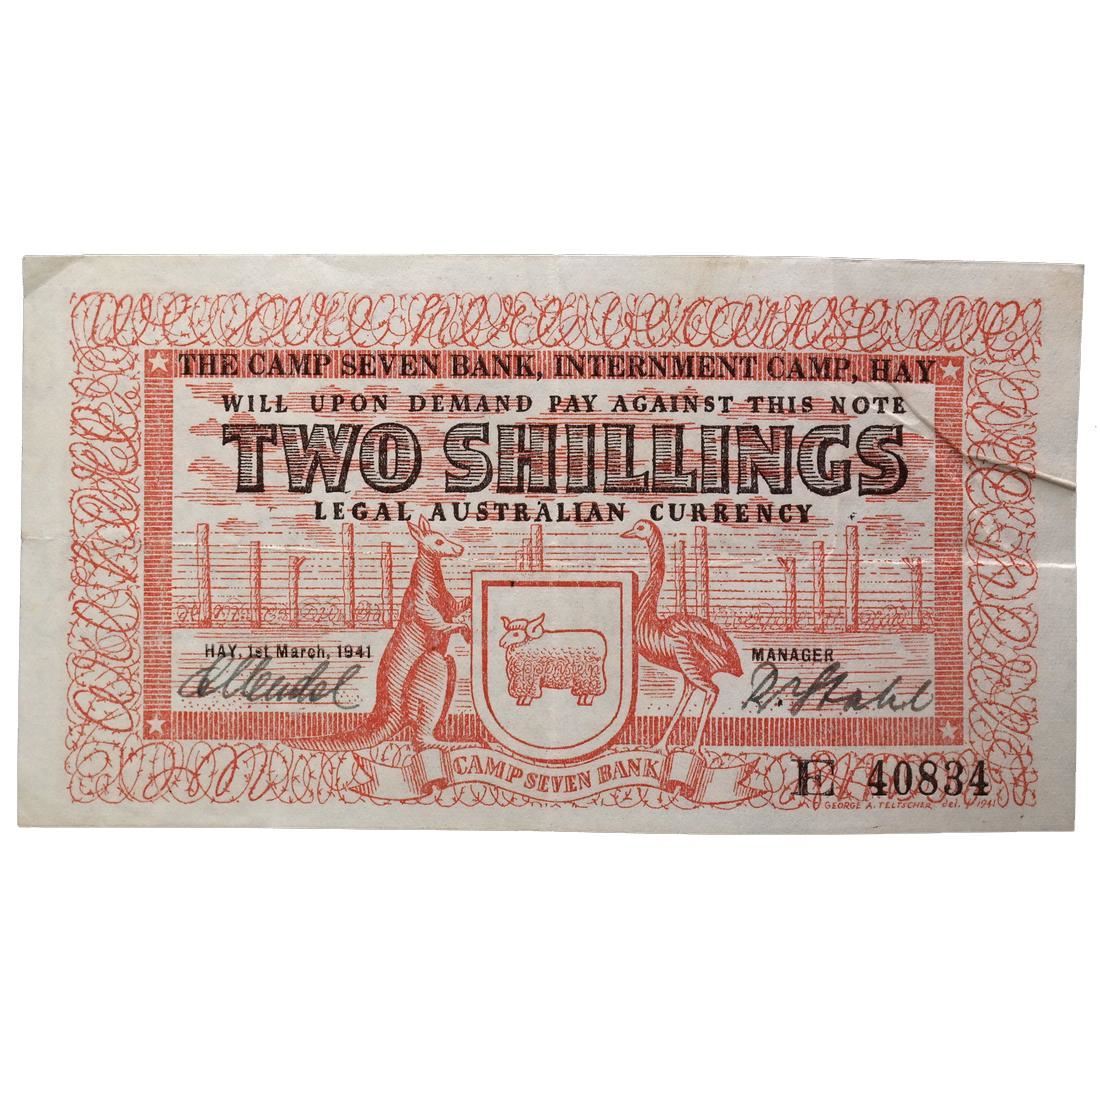 THE CAMP SEVEN BANK, INTERNMENT CAMP, HAY
WILL UPON DEMAND PAY AGAINST THIS NOTE
TWO SHILLINGS
LEGAL AUSTRALIAN CURRENCY
HAY, 1st March, 1941
MANAGER
CAMP SEVEN BANK
E 40834
GEORGE A. TELTSCHER del. 1941